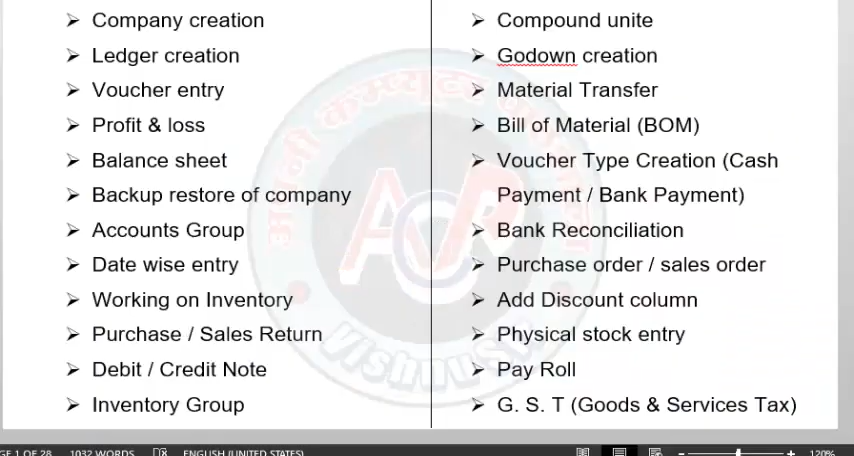 Company creation
Ledger creation
Voucher entry
Profit & loss
Balance sheet
Backup restore of company
Accounts Group
Date wise entry
Working on Inventory
Purchase / Sales Return
Debit / Credit Note
Inventory Group
Compound unite
Godown creation
Material Transfer
Bill of Material (BOM)
Voucher Type Creation (Cash
Payment / Bank Payment)
Bank Reconciliation
Purchase order / sales order
Add Discount column
Physical stock entry
Pay Roll
G. S. T (Goods & Services Tax)
1 OF 28 1032 WORDS ENGLISH (UNITED STATES) 120%